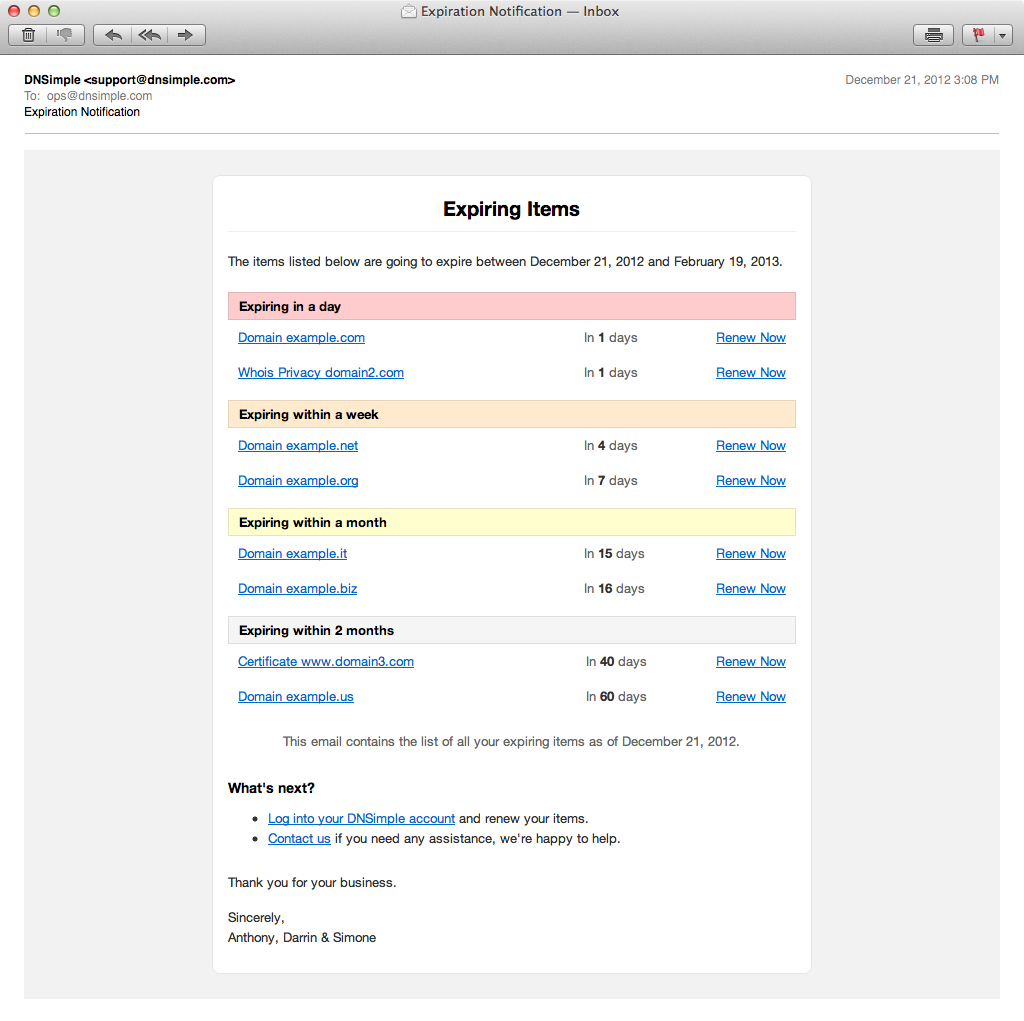 Expiration Notification — Inbox
DNSimple <support@dnsimple.com>
December 21, 2012 3:08 PM
To: ops@dnsimple.com
Expiration Notification
Expiring Items
The items listed below are going to expire between December 21, 2012 and February 19, 2013.
Expiring in a day
Domain example.com In 1 days Renew Now
Whois Privacy domain2.com In 1 days Renew Now
Expiring within a week
Domain example.net In 4 days Renew Now
Domain example.org In 7 days Renew Now
Expiring within a month
Domain example.it In 15 days Renew Now
Domain example.biz In 16 days Renew Now
Expiring within 2 months
Certificate www.domain3.com In 40 days Renew Now
Domain example.us In 60 days Renew Now
This email contains the list of all your expiring items as of December 21, 2012.
What's next?
• Log into your DNSimple account and renew your items.
• Contact us if you need any assistance, we're happy to help.
Thank you for your business.
Sincerely,
Anthony, Darrin & Simone